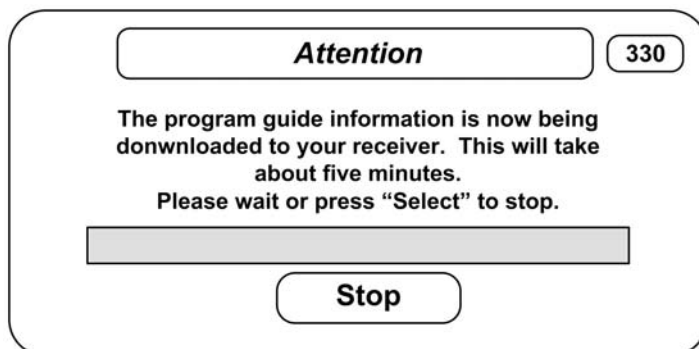 Attention
330
The program guide information is now being
donwnloaded to your receiver.  This will take
about five minutes.
Please wait or press “Select” to stop.
Stop